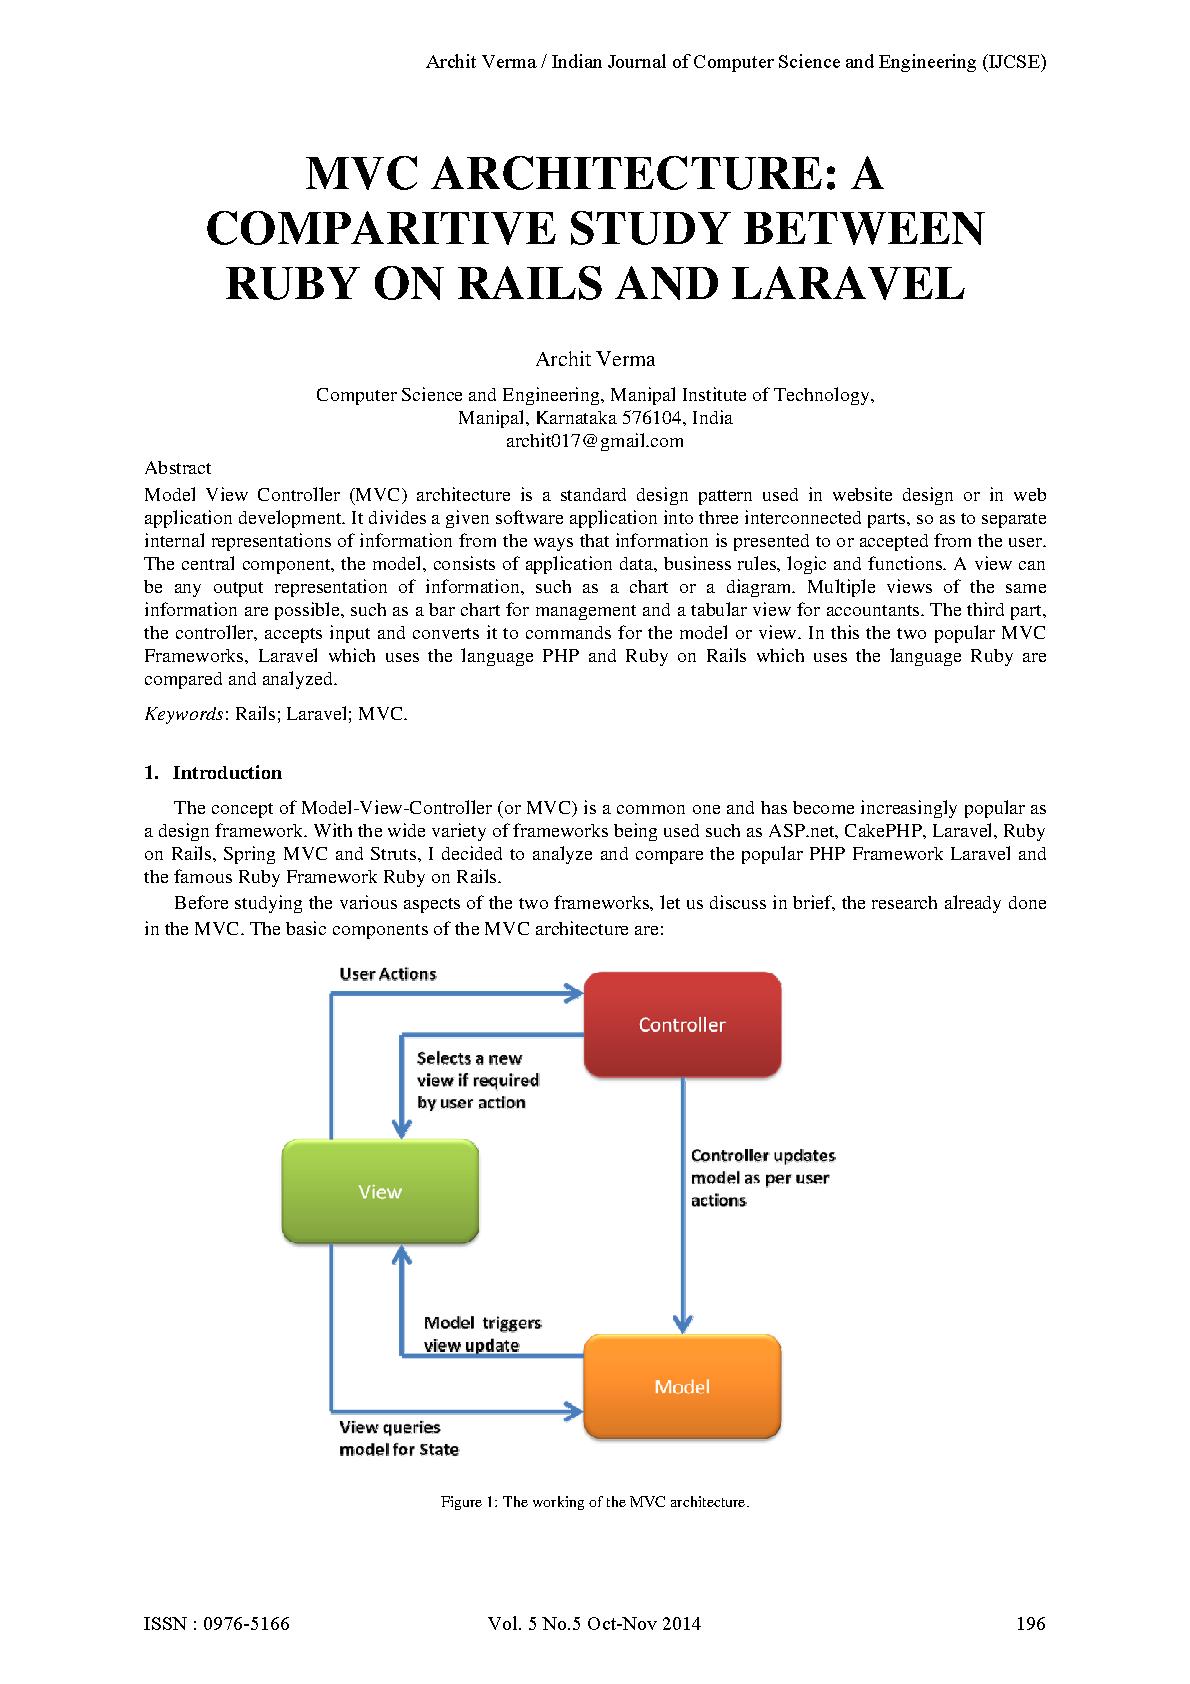 Archit Verma / Indian Journal of Computer Science and Engineering (IJCSE)
MVC ARCHITECTURE: A
COMPARITIVE STUDY BETWEEN
RUBY ON RAILS AND LARAVEL
Archit Verma
Computer Science and Engineering, Manipal Institute of Technology,
Manipal, Karnataka 576104, India
archit017@gmail.com
Abstract
Model View Controller (MVC) architecture is a standard design pattern used in website design or in web
application development. It divides a given software application into three interconnected parts, so as to separate
internal representations of information from the ways that information is presented to or accepted from the user.
The central component, the model, consists of application data, business rules, logic and functions. A view can
be any output representation of information, such as a chart or a diagram. Multiple views of the same
information are possible, such as a bar chart for management and a tabular view for accountants. The third part,
the controller, accepts input and converts it to commands for the model or view. In this the two popular MVC
Frameworks, Laravel which uses the language PHP and Ruby on Rails which uses the language Ruby are
compared and analyzed.
Keywords: Rails; Laravel; MVC.
1. Introduction
The concept of Model-View-Controller (or MVC) is a common one and has become increasingly popular as
a design framework. With the wide variety of frameworks being used such as ASP.net, CakePHP, Laravel, Ruby
on Rails, Spring MVC and Struts, I decided to analyze and compare the popular PHP Framework Laravel and
the famous Ruby Framework Ruby on Rails.
Before studying the various aspects of the two frameworks, let us discuss in brief, the research already done
in the MVC. The basic components of the MVC architecture are:
User Actions
Controller
Selects a new
view if required
by user action
Controller updates
model as per user
actions
View
Model triggers
view update
Model
View queries
model for State
Figure 1: The working of the MVC architecture.
ISSN : 0976-5166
Vol. 5 No.5 Oct-Nov 2014
196